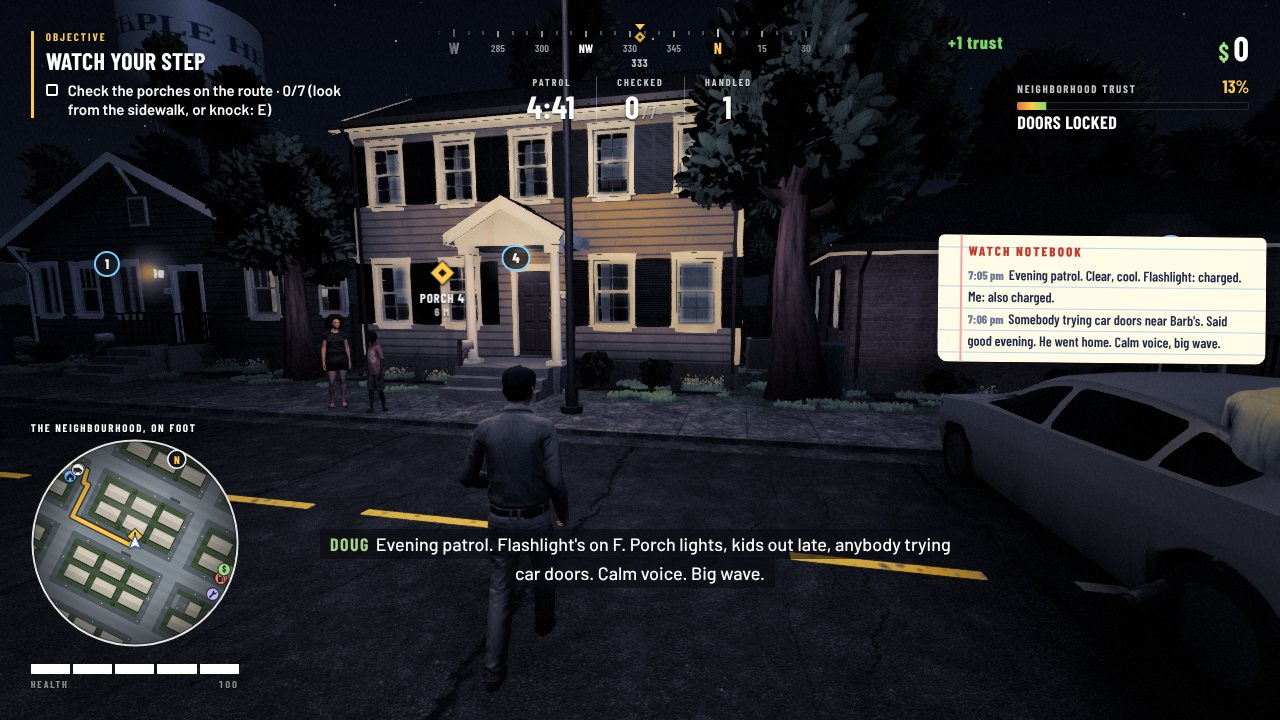 OBJECTIVE
WATCH YOUR STEP
Check the porches on the route · 0/7 (look
from the sidewalk, or knock: E)
W 285 300 NW 330 345 N 15 30 NE
333
PATROL CHECKED HANDLED
4:41 0/7 1
+1 trust
$0
NEIGHBORHOOD TRUST 13%
DOORS LOCKED
WATCH NOTEBOOK
7:05 pm Evening patrol. Clear, cool. Flashlight: charged.
Me: also charged.
7:06 pm Somebody trying car doors near Barb's. Said
good evening. He went home. Calm voice, big wave.
1
4
PORCH 4
6 M
THE NEIGHBOURHOOD, ON FOOT
N
$
DOUG Evening patrol. Flashlight's on F. Porch lights, kids out late, anybody trying
car doors. Calm voice. Big wave.
HEALTH 100